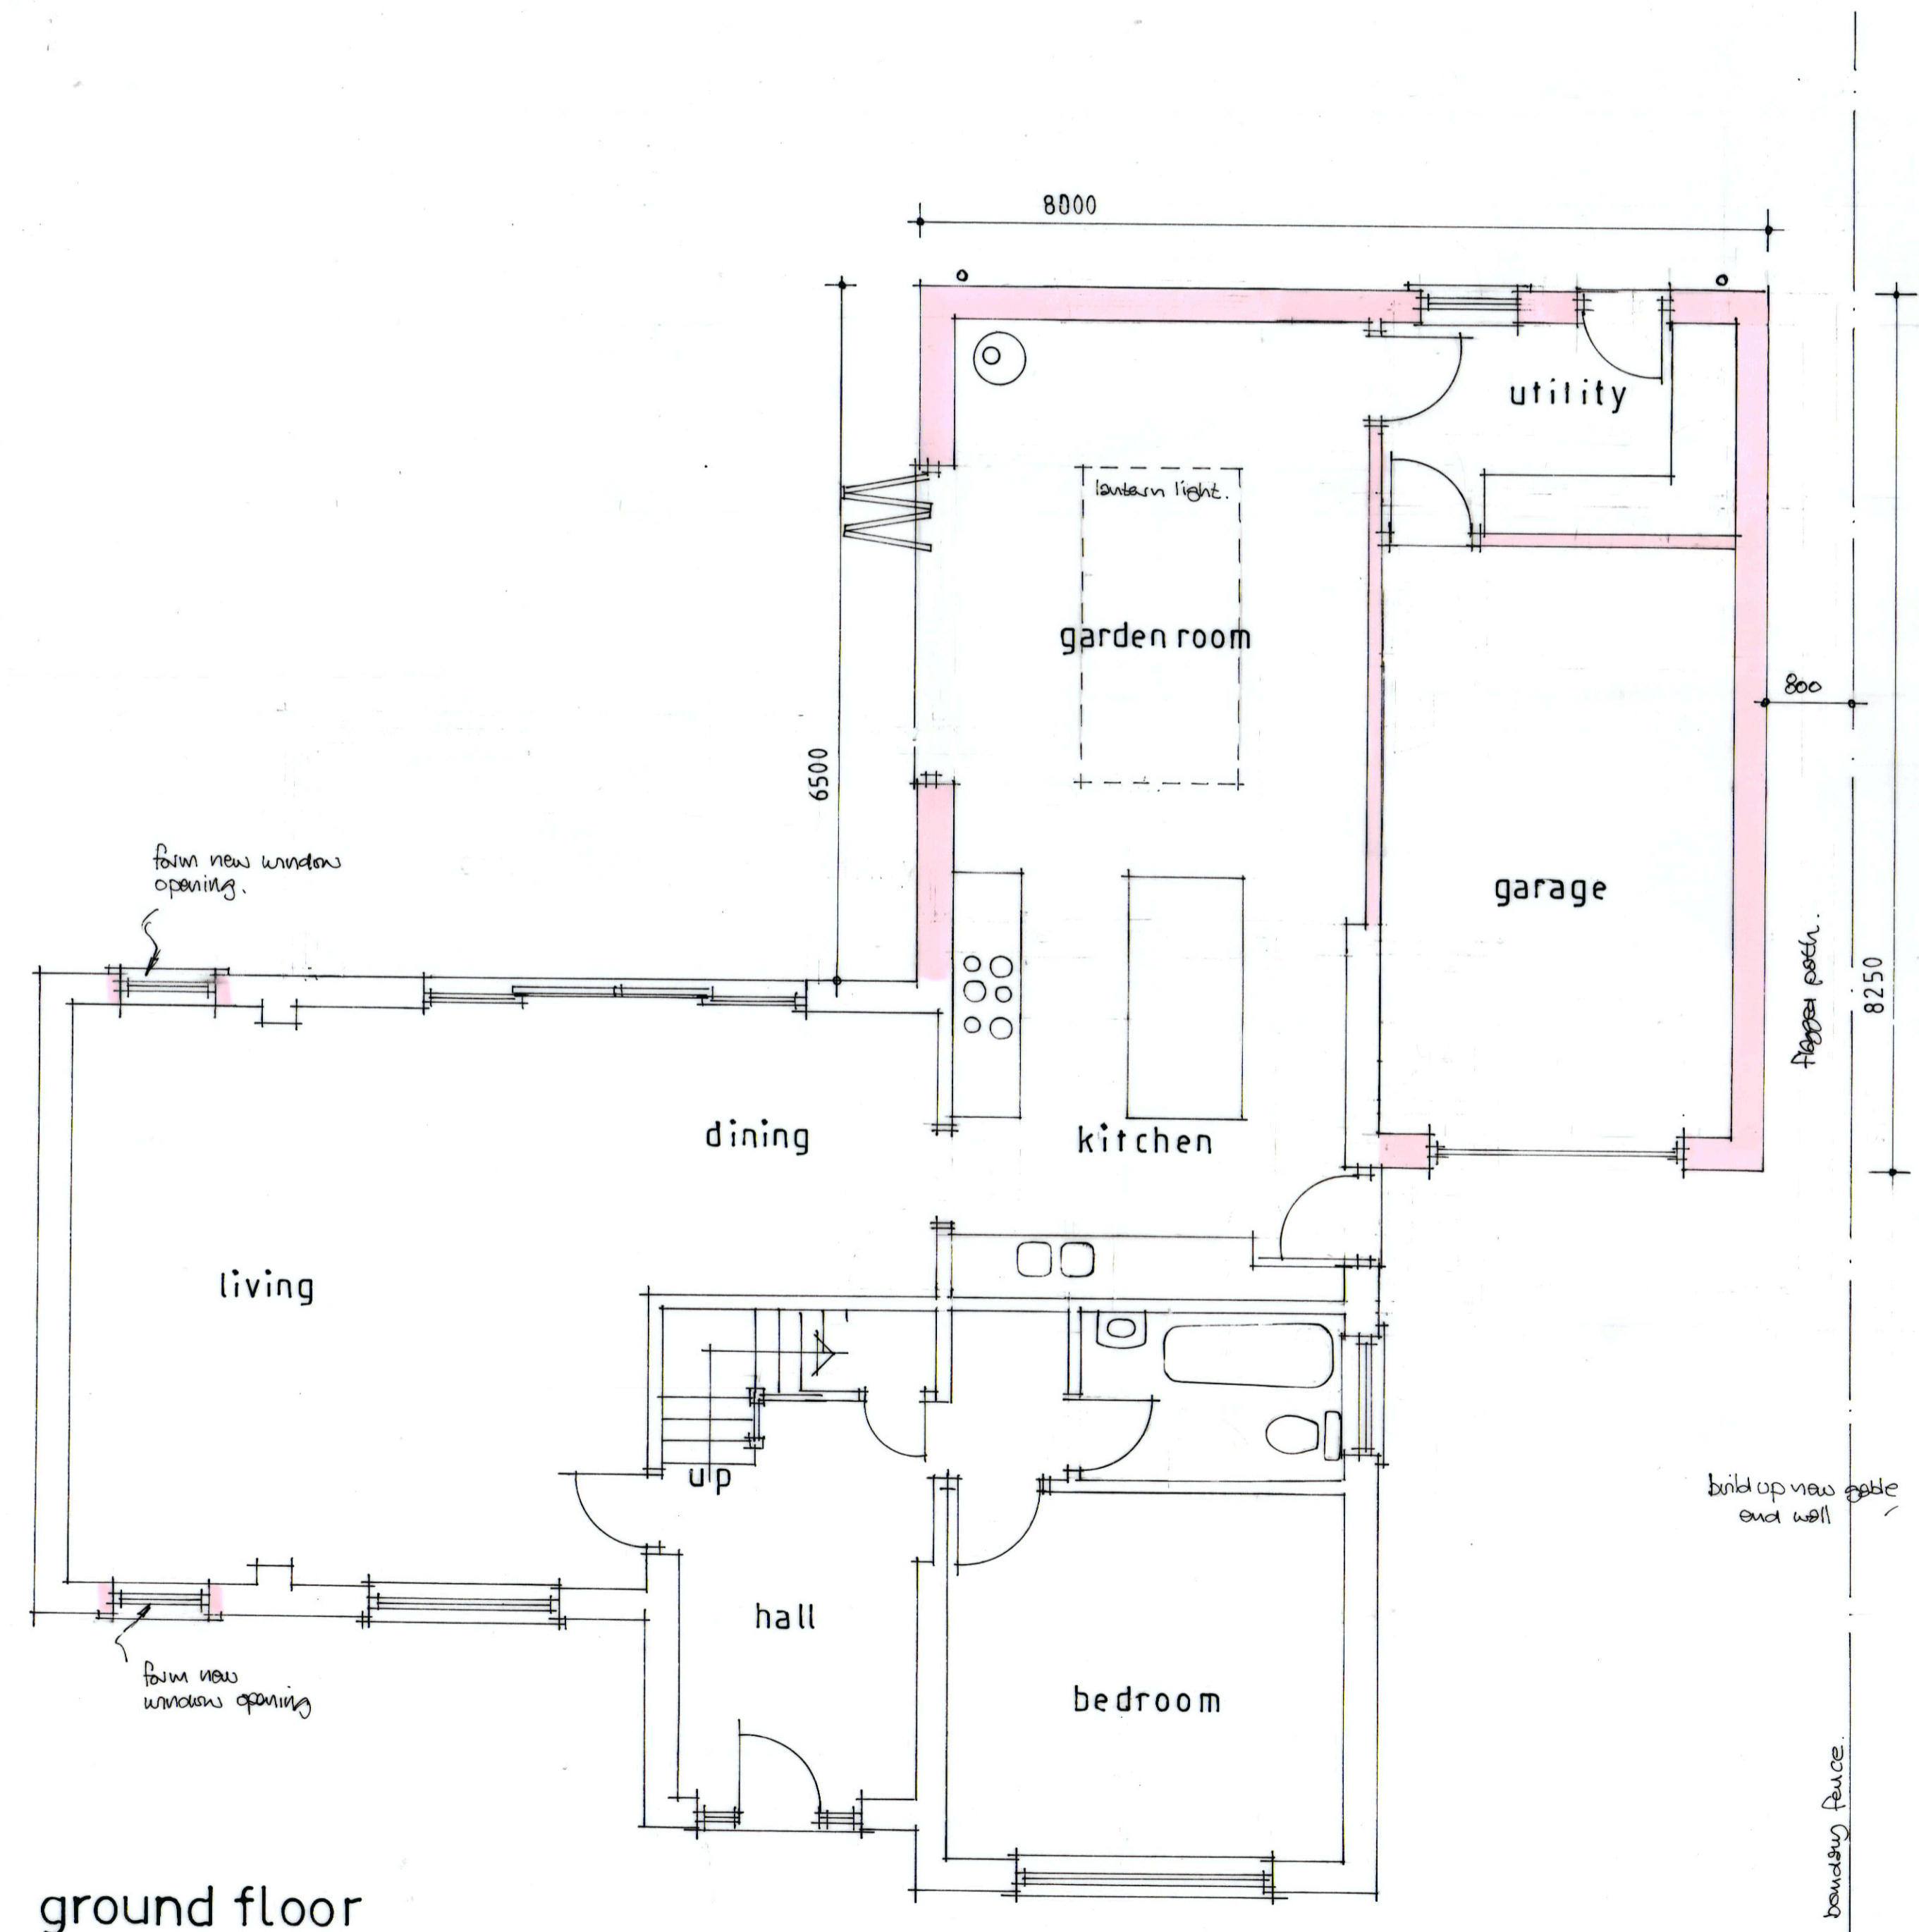 8000
utility
lantern light.
garden room
800
6500
form new window
opening.
garage
flagged path.
8250
dining
kitchen
living
up
build up new gable
end wall
hall
form new
window opening
bedroom
boundary fence.
ground floor